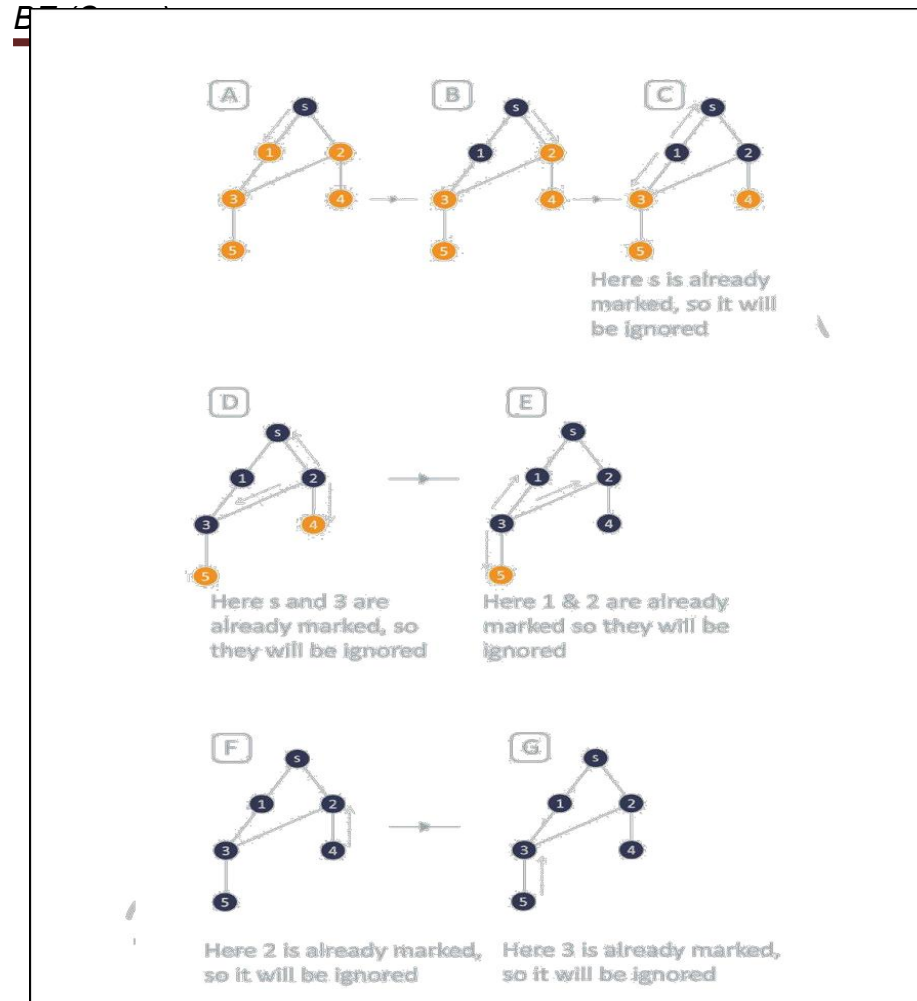 A B C
s s s
1 2 1 2 1 2
3 4 3 4 3 4
5 5 5
Here s is already
marked, so it will
be ignored
D E
s s
1 2 1 2
3 4 3 4
5 5
Here s and 3 are
already marked, so
they will be ignored
Here 1 & 2 are already
marked so they will be
ignored
F G
s s
1 2 1 2
3 4 3 4
5 5
Here 2 is already marked,
so it will be ignored
Here 3 is already marked,
so it will be ignored